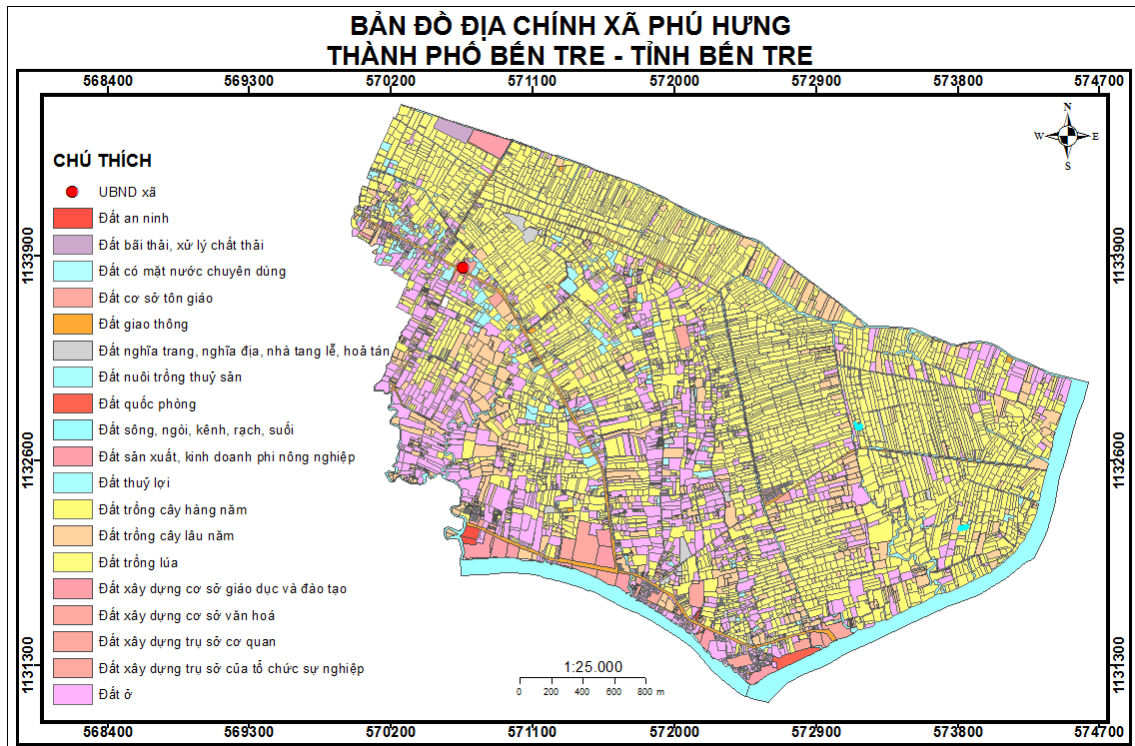 BẢN ĐỒ ĐỊA CHÍNH XÃ PHÚ HƯNG
THÀNH PHỐ BẾN TRE - TỈNH BẾN TRE
568400 569300 570200 571100 572000 572900 573800 574700
N
W E
S
CHÚ THÍCH
UBND xã
Đất an ninh
Đất bãi thải, xử lý chất thải
Đất có mặt nước chuyên dùng
Đất cơ sở tôn giáo
Đất giao thông
Đất nghĩa trang, nghĩa địa, nhà tang lễ, hoả tán
Đất nuôi trồng thuỷ sản
Đất quốc phòng
Đất sông, ngòi, kênh, rạch, suối
Đất sản xuất, kinh doanh phi nông nghiệp
Đất thuỷ lợi
Đất trồng cây hàng năm
Đất trồng cây lâu năm
Đất trồng lúa
Đất xây dựng cơ sở giáo dục và đào tạo
Đất xây dựng cơ sở văn hoá
Đất xây dựng trụ sở cơ quan
Đất xây dựng trụ sở của tổ chức sự nghiệp
Đất ở
1133900
1132600
1131300
1133900
1132600
1131300
1:25.000
0 200 400 600 800 m
568400 569300 570200 571100 572000 572900 573800 574700